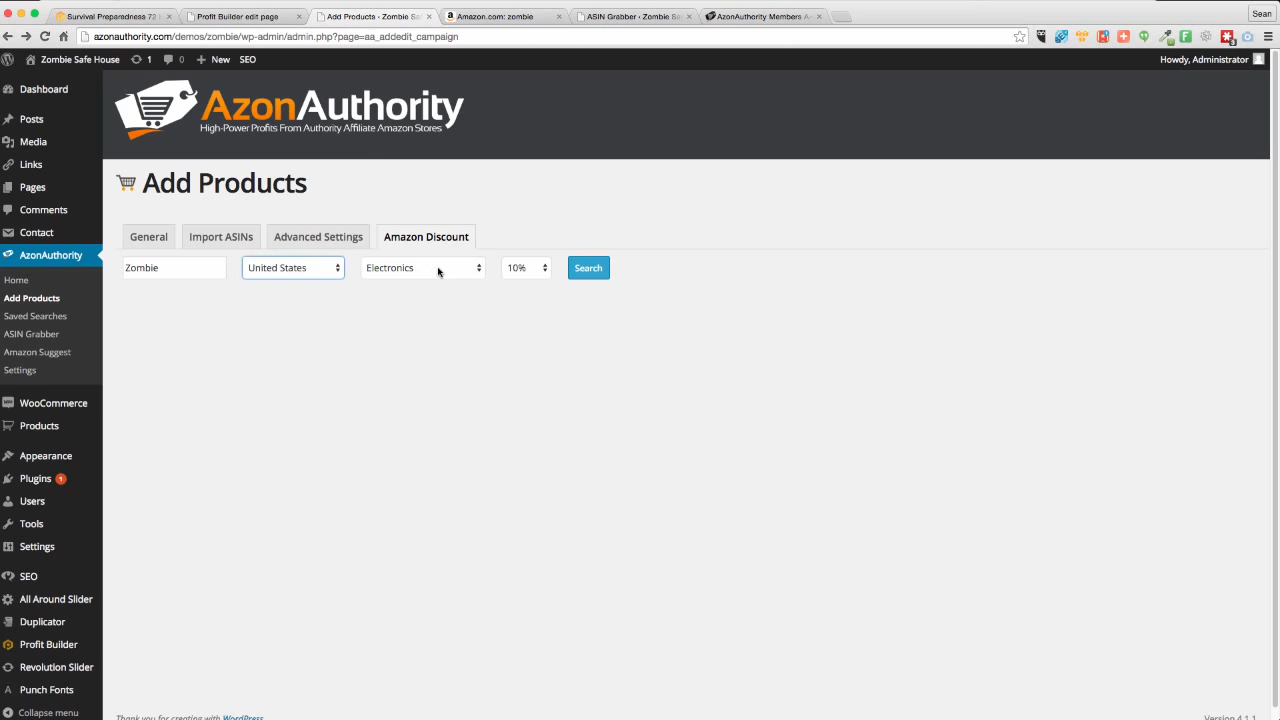 Survival Preparedness 72 H
Profit Builder edit page
Add Products ‹ Zombie Saf
Amazon.com: zombie
ASIN Grabber ‹ Zombie Sa
AzonAuthority Members A
Sean
azonauthority.com/demos/zombie/wp-admin/admin.php?page=aa_addedit_campaign
Zombie Safe House
1
0
New
SEO
Howdy, Administrator
Dashboard
Posts
Media
Links
Pages
Comments
Contact
AzonAuthority
Home
Add Products
Saved Searches
ASIN Grabber
Amazon Suggest
Settings
WooCommerce
Products
Appearance
Plugins 1
Users
Tools
Settings
SEO
All Around Slider
Duplicator
Profit Builder
Revolution Slider
Punch Fonts
Collapse menu
AzonAuthority
High-Power Profits From Authority Affiliate Amazon Stores
Add Products
General
Import ASINs
Advanced Settings
Amazon Discount
Zombie
United States
Electronics
10%
Search
Thank you for creating with WordPress
Version 4.1.1